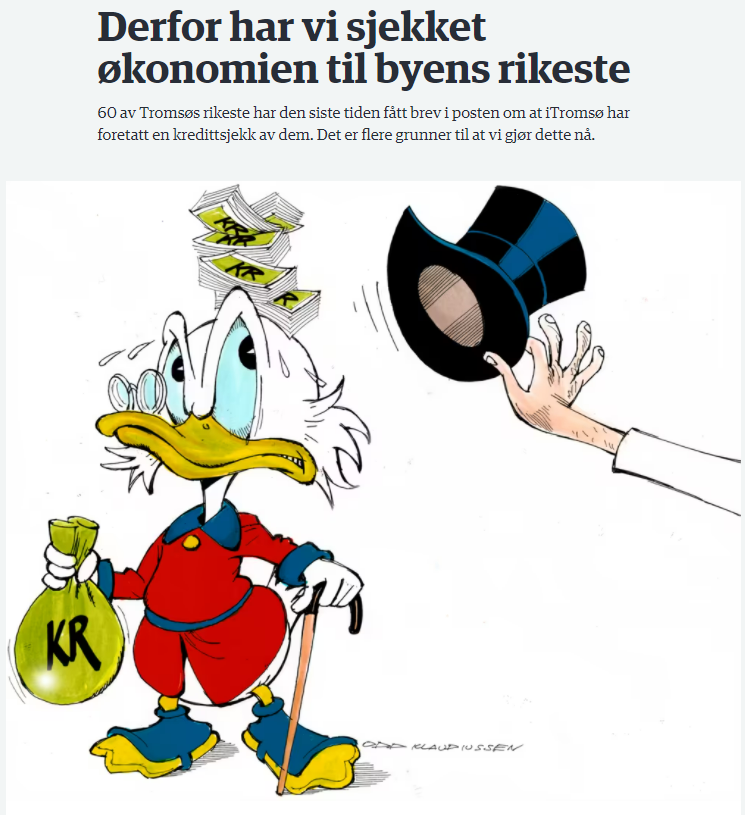 Derfor har vi sjekket
økonomien til byens rikeste
60 av Tromsøs rikeste har den siste tiden fått brev i posten om at iTromsø har
foretatt en kredittsjekk av dem. Det er flere grunner til at vi gjør dette nå.
KR
KR
KR
R
KR
ODD KLAUDIUSSEN